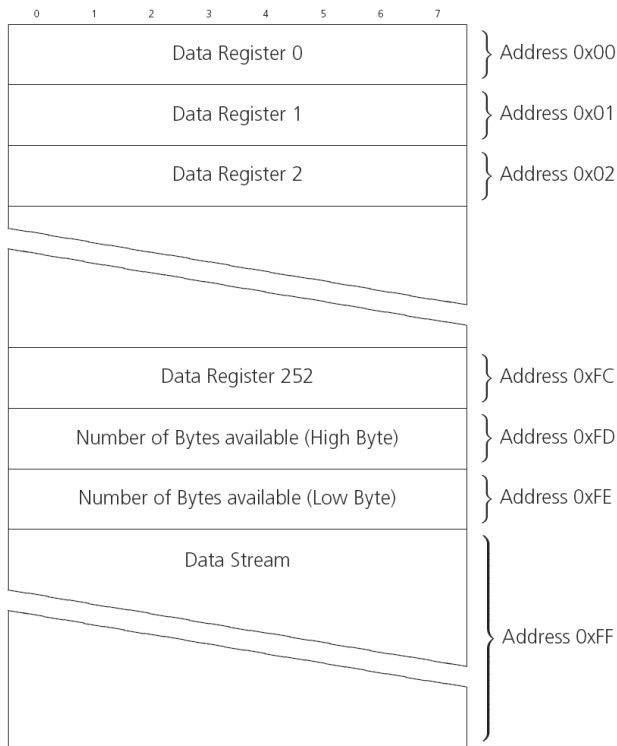 0 1 2 3 4 5 6 7
Data Register 0 Address 0x00
Data Register 1 Address 0x01
Data Register 2 Address 0x02
Data Register 252 Address 0xFC
Number of Bytes available (High Byte) Address 0xFD
Number of Bytes available (Low Byte) Address 0xFE
Data Stream
Address 0xFF